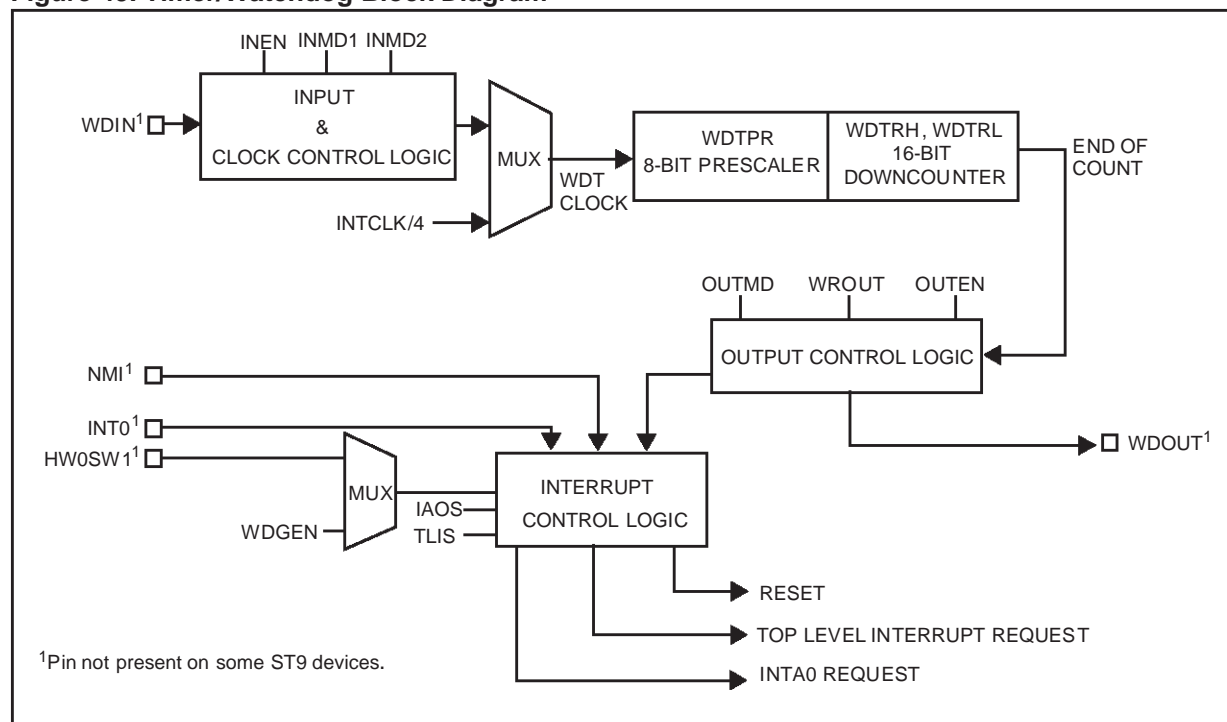 INEN INMD1 INMD2
INPUT
&
CLOCK CONTROL LOGIC
WDIN1
MUX
INTCLK/4
WDT
CLOCK
WDTPR
8-BIT PRESCALER
WDTRH, WDTRL
16-BIT
DOWNCOUNTER
END OF
COUNT
OUTMD WROUT OUTEN
OUTPUT CONTROL LOGIC
NMI1
INT01
HW0SW11
MUX
WDGEN
IAOS
TLIS
INTERRUPT
CONTROL LOGIC
WDOUT1
RESET
TOP LEVEL INTERRUPT REQUEST
INTA0 REQUEST
1Pin not present on some ST9 devices.